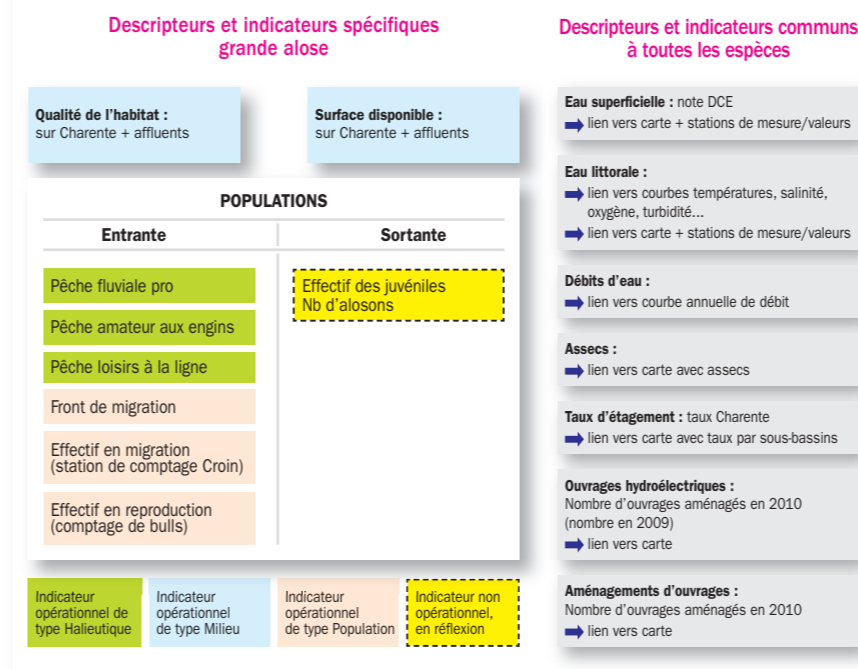 Descripteurs et indicateurs spécifiques
grande alose
Qualité de l'habitat :
sur Charente + affluents
Surface disponible :
sur Charente + affluents
POPULATIONS
Entrante
Sortante
Pêche fluviale pro
Pêche amateur aux engins
Pêche loisirs à la ligne
Front de migration
Effectif en migration
(station de comptage Croin)
Effectif en reproduction
(comptage de bulls)
Effectif des juvéniles
Nb d'alosons
Indicateur
opérationnel de
type Halieutique
Indicateur
opérationnel
de type Milieu
Indicateur
opérationnel
de type Population
Indicateur non
opérationnel,
en réflexion
Descripteurs et indicateurs communs
à toutes les espèces
Eau superficielle : note DCE
lien vers carte + stations de mesure/valeurs
Eau littorale :
lien vers courbes températures, salinité,
oxygène, turbidité...
lien vers carte + stations de mesure/valeurs
Débits d'eau :
lien vers courbe annuelle de débit
Assecs :
lien vers carte avec assecs
Taux d'étagement : taux Charente
lien vers carte avec taux par sous-bassins
Ouvrages hydroélectriques :
Nombre d'ouvrages aménagés en 2010
(nombre en 2009)
lien vers carte
Aménagements d'ouvrages :
Nombre d'ouvrages aménagés en 2010
lien vers carte